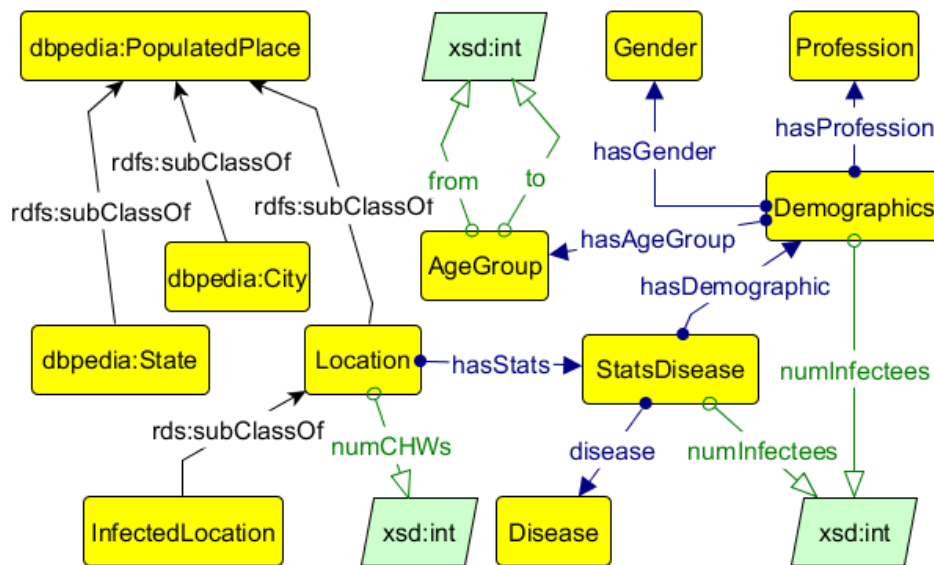 dbpedia:PopulatedPlace
xsd:int
Gender
Profession
hasProfession
hasGender
rdfs:subClassOf
from
to
rdfs:subClassOf
rdfs:subClassOf
Demographics
hasAgeGroup
AgeGroup
dbpedia:City
hasDemographic
dbpedia:State
Location
hasStats
StatsDisease
numInfectees
rds:subClassOf
numCHWs
disease
numInfectees
InfectedLocation
xsd:int
Disease
xsd:int